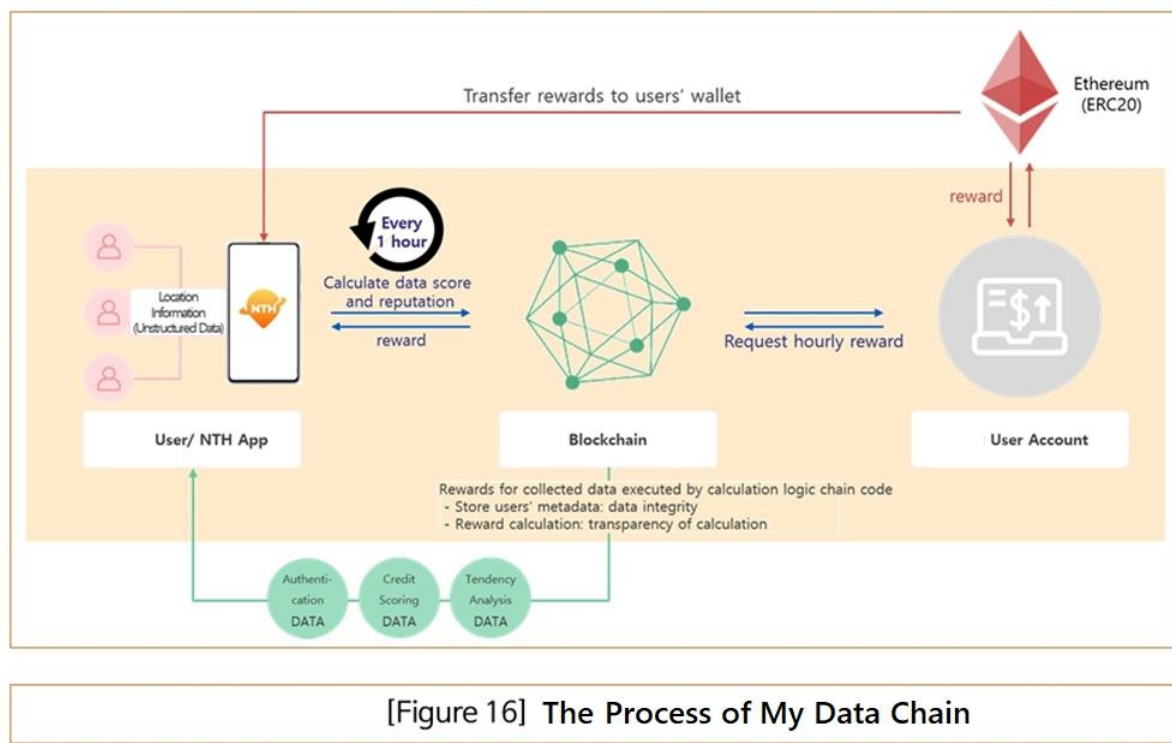 Transfer rewards to users' wallet
Ethereum
(ERC20)
reward
Every
1 hour
Location
Information
(Unstructured Data)
NTH
Calculate data score
and reputation
reward
Request hourly reward
User/ NTH App
Blockchain
User Account
Rewards for collected data executed by calculation logic chain code
- Store users' metadata: data integrity
- Reward calculation: transparency of calculation
Authenti-
cation
DATA
Credit
Scoring
DATA
Tendency
Analysis
DATA
[Figure 16] The Process of My Data Chain